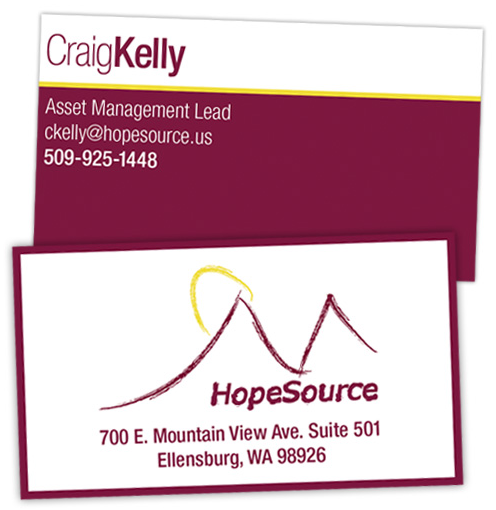 CraigKelly
Asset Management Lead
ckelly@hopesource.us
509-925-1448
HopeSource
700 E. Mountain View Ave. Suite 501
Ellensburg, WA 98926